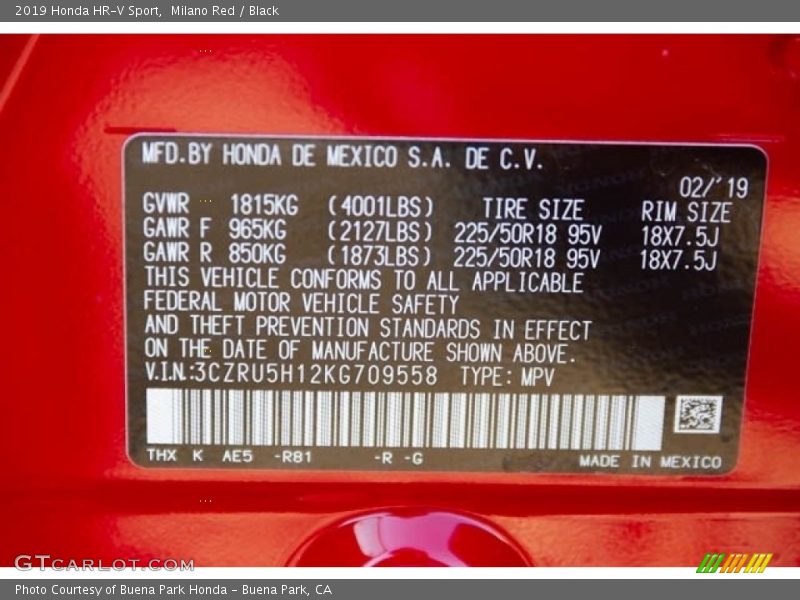 2019 Honda HR-V Sport,  Milano Red / Black
MFD.BY HONDA DE MEXICO S.A. DE C.V.
02/'19
GVWR 1815KG (4001LBS) TIRE SIZE RIM SIZE
GAWR F 965KG (2127LBS) 225/50R18 95V 18X7.5J
GAWR R 850KG (1873LBS) 225/50R18 95V 18X7.5J
THIS VEHICLE CONFORMS TO ALL APPLICABLE
FEDERAL MOTOR VEHICLE SAFETY
AND THEFT PREVENTION STANDARDS IN EFFECT
ON THE DATE OF MANUFACTURE SHOWN ABOVE.
V.I.N:3CZRU5H12KG709558 TYPE: MPV
THX K AE5 -R81 -R -G MADE IN MEXICO
GTCARLOT.COM
Photo Courtesy of Buena Park Honda - Buena Park, CA